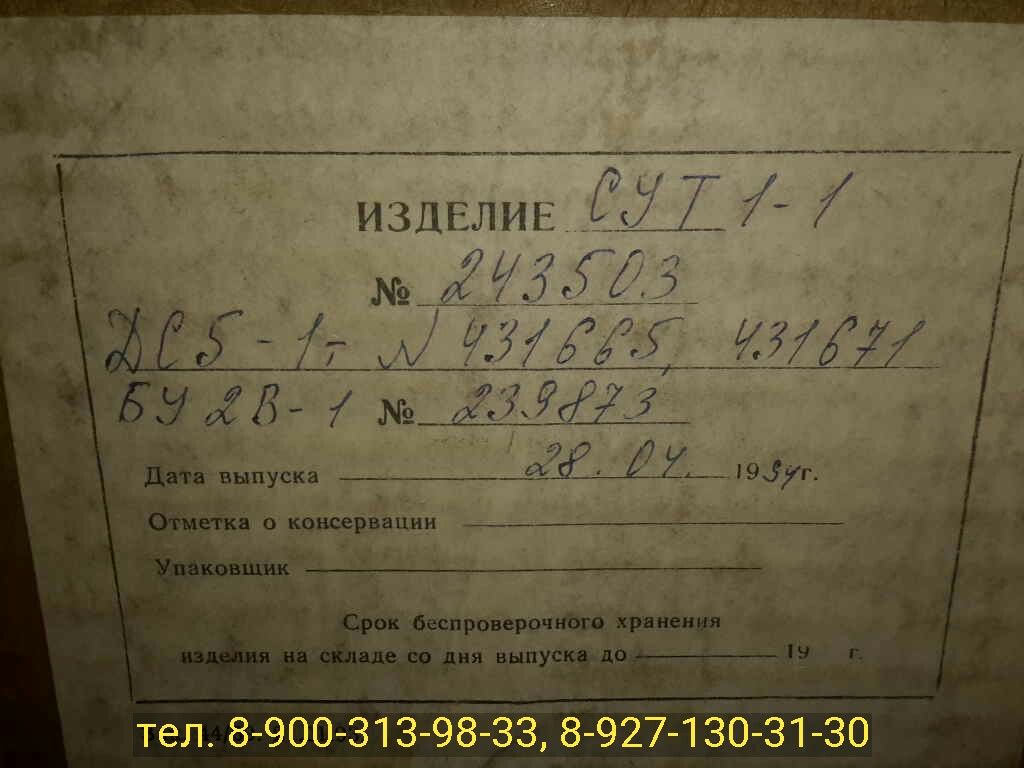 ИЗДЕЛИЕ СУТ 1-1
№ 243503
ДС5-1- N 431665, 431671
БУ2В-1 № 239873
Дата выпуска 28.04. 1994г.
Отметка о консервации
Упаковщик
Срок беспроверочного хранения
изделия на складе со дня выпуска до 19 г.
тел. 8-900-313-98-33, 8-927-130-31-30